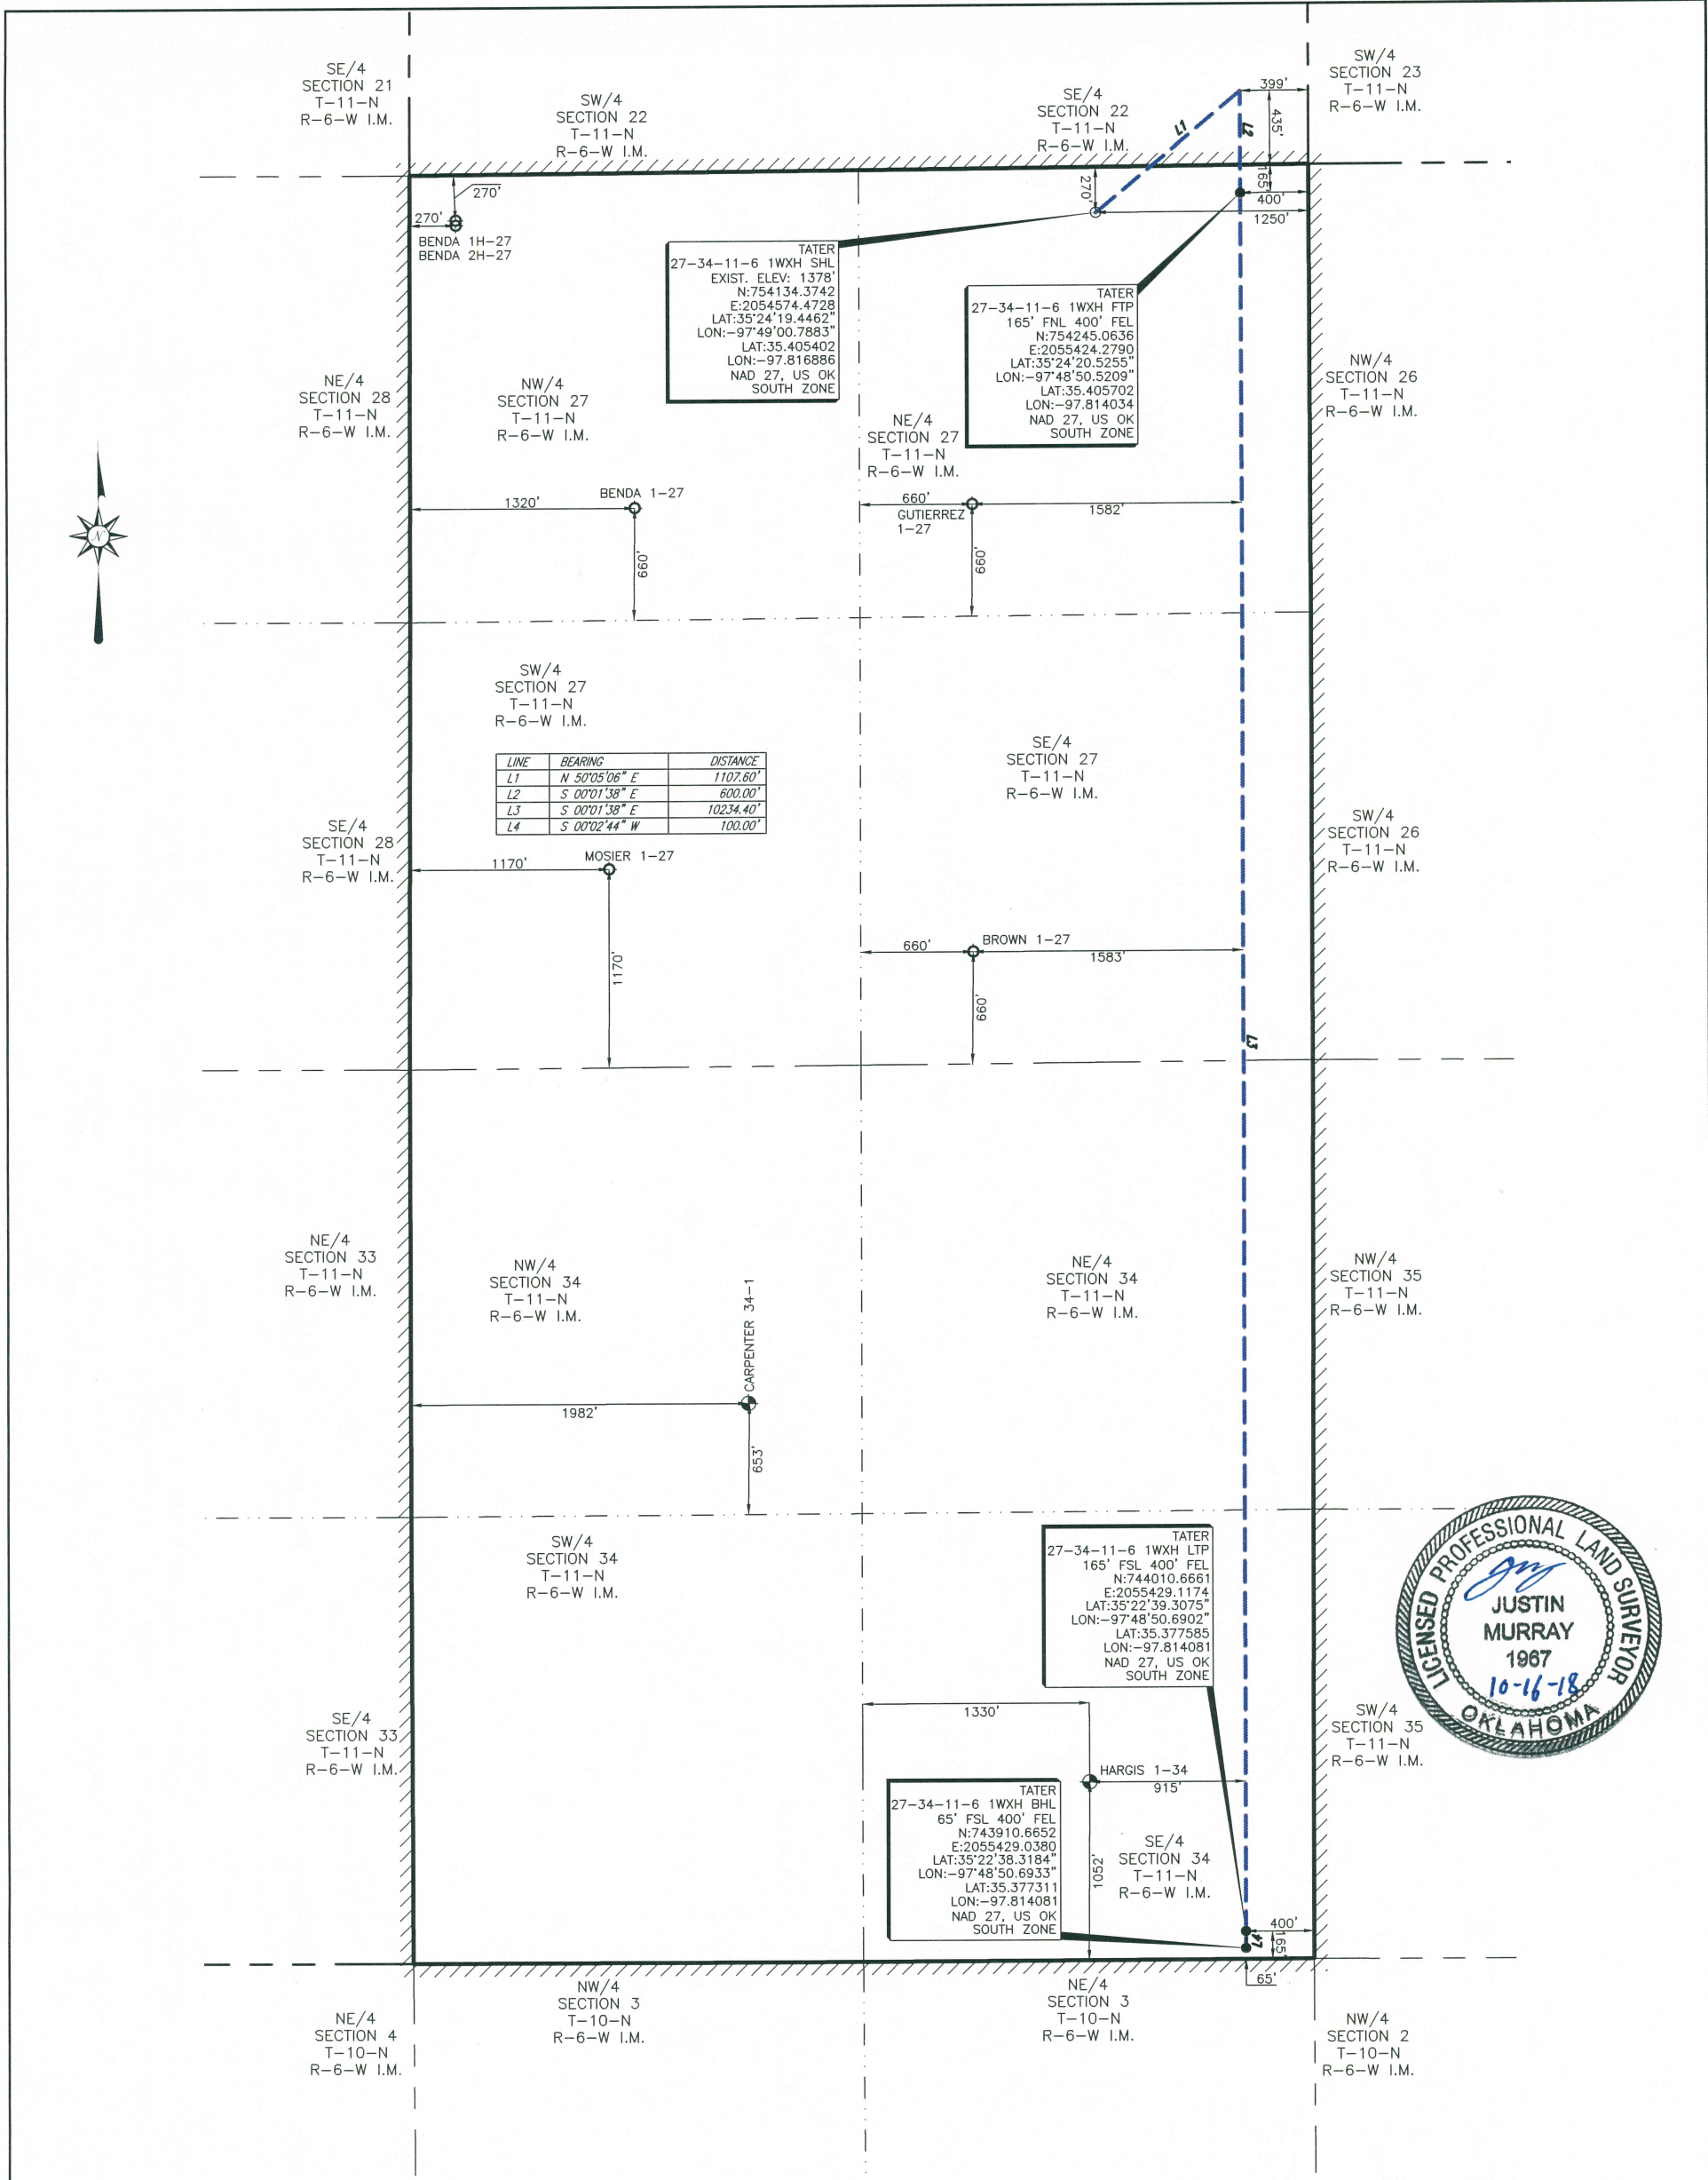 SE/4
SECTION 21
T-11-N
R-6-W I.M.
SW/4
SECTION 22
T-11-N
R-6-W I.M.
SE/4
SECTION 22
T-11-N
R-6-W I.M.
SW/4
SECTION 23
T-11-N
R-6-W I.M.
399'
435'
L1
L2
270'
270'
BENDA 1H-27
BENDA 2H-27
270'
165'
400'
1250'
TATER
27-34-11-6 1WXH SHL
EXIST. ELEV: 1378'
N:754134.3742
E:2054574.4728
LAT:35°24'19.4462"
LON:-97°49'00.7883"
LAT:35.405402
LON:-97.816886
NAD 27, US OK
SOUTH ZONE
TATER
27-34-11-6 1WXH FTP
165' FNL 400' FEL
N:754245.0636
E:2055424.2790
LAT:35°24'20.5255"
LON:-97°48'50.5209"
LAT:35.405702
LON:-97.814034
NAD 27, US OK
SOUTH ZONE
NE/4
SECTION 28
T-11-N
R-6-W I.M.
NW/4
SECTION 27
T-11-N
R-6-W I.M.
NE/4
SECTION 27
T-11-N
R-6-W I.M.
NW/4
SECTION 26
T-11-N
R-6-W I.M.
N
1320'
BENDA 1-27
660'
660'
GUTIERREZ
1-27
1582'
660'
SW/4
SECTION 27
T-11-N
R-6-W I.M.
LINE BEARING DISTANCE
L1 N 50°05'06" E 1107.60'
L2 S 00°01'38" E 600.00'
L3 S 00°01'38" E 10234.40'
L4 S 00°02'44" W 100.00'
SE/4
SECTION 27
T-11-N
R-6-W I.M.
SE/4
SECTION 28
T-11-N
R-6-W I.M.
SW/4
SECTION 26
T-11-N
R-6-W I.M.
1170'
MOSIER 1-27
1170'
660'
BROWN 1-27
1583'
660'
L3
NE/4
SECTION 33
T-11-N
R-6-W I.M.
NW/4
SECTION 34
T-11-N
R-6-W I.M.
NE/4
SECTION 34
T-11-N
R-6-W I.M.
NW/4
SECTION 35
T-11-N
R-6-W I.M.
CARPENTER 34-1
1982'
653'
SW/4
SECTION 34
T-11-N
R-6-W I.M.
TATER
27-34-11-6 1WXH LTP
165' FSL 400' FEL
N:744010.6661
E:2055429.1174
LAT:35°22'39.3075"
LON:-97°48'50.6902"
LAT:35.377585
LON:-97.814081
NAD 27, US OK
SOUTH ZONE
LICENSED PROFESSIONAL LAND SURVEYOR
JUSTIN
MURRAY
1967
10-16-18
OKLAHOMA
SE/4
SECTION 33
T-11-N
R-6-W I.M.
1330'
HARGIS 1-34
915'
1052'
TATER
27-34-11-6 1WXH BHL
65' FSL 400' FEL
N:743910.6652
E:2055429.0380
LAT:35°22'38.3184"
LON:-97°48'50.6933"
LAT:35.377311
LON:-97.814081
NAD 27, US OK
SOUTH ZONE
SE/4
SECTION 34
T-11-N
R-6-W I.M.
SW/4
SECTION 35
T-11-N
R-6-W I.M.
400'
L4
165'
65'
NE/4
SECTION 4
T-10-N
R-6-W I.M.
NW/4
SECTION 3
T-10-N
R-6-W I.M.
NE/4
SECTION 3
T-10-N
R-6-W I.M.
NW/4
SECTION 2
T-10-N
R-6-W I.M.